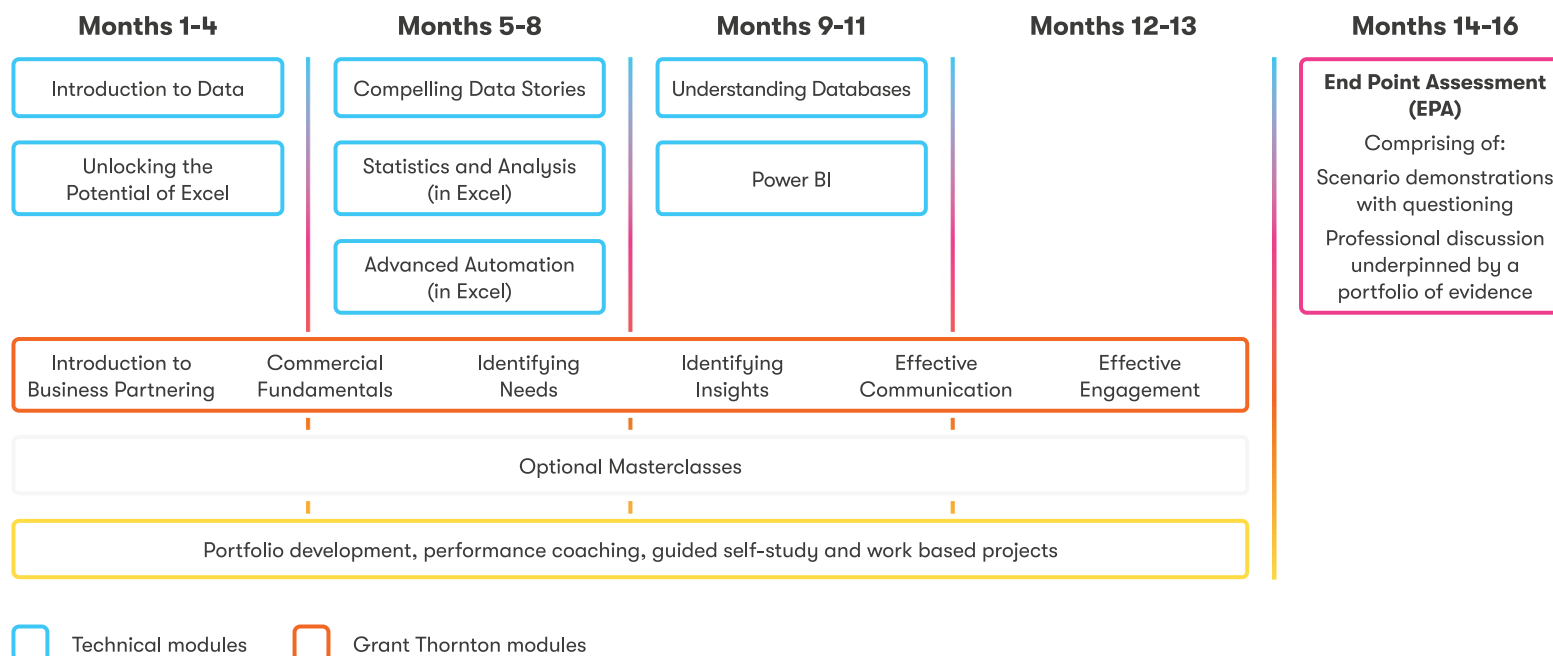 Months 1-4
Months 5-8
Months 9-11
Months 12-13
Months 14-16
Introduction to Data
Compelling Data Stories
Understanding Databases
End Point Assessment
(EPA)
Comprising of:
Scenario demonstrations
with questioning
Professional discussion
underpinned by a
portfolio of evidence
Unlocking the
Potential of Excel
Statistics and Analysis
(in Excel)
Power BI
Advanced Automation
(in Excel)
Introduction to
Business Partnering
Commercial
Fundamentals
Identifying
Needs
Identifying
Insights
Effective
Communication
Effective
Engagement
Optional Masterclasses
Portfolio development, performance coaching, guided self-study and work based projects
Technical modules
Grant Thornton modules